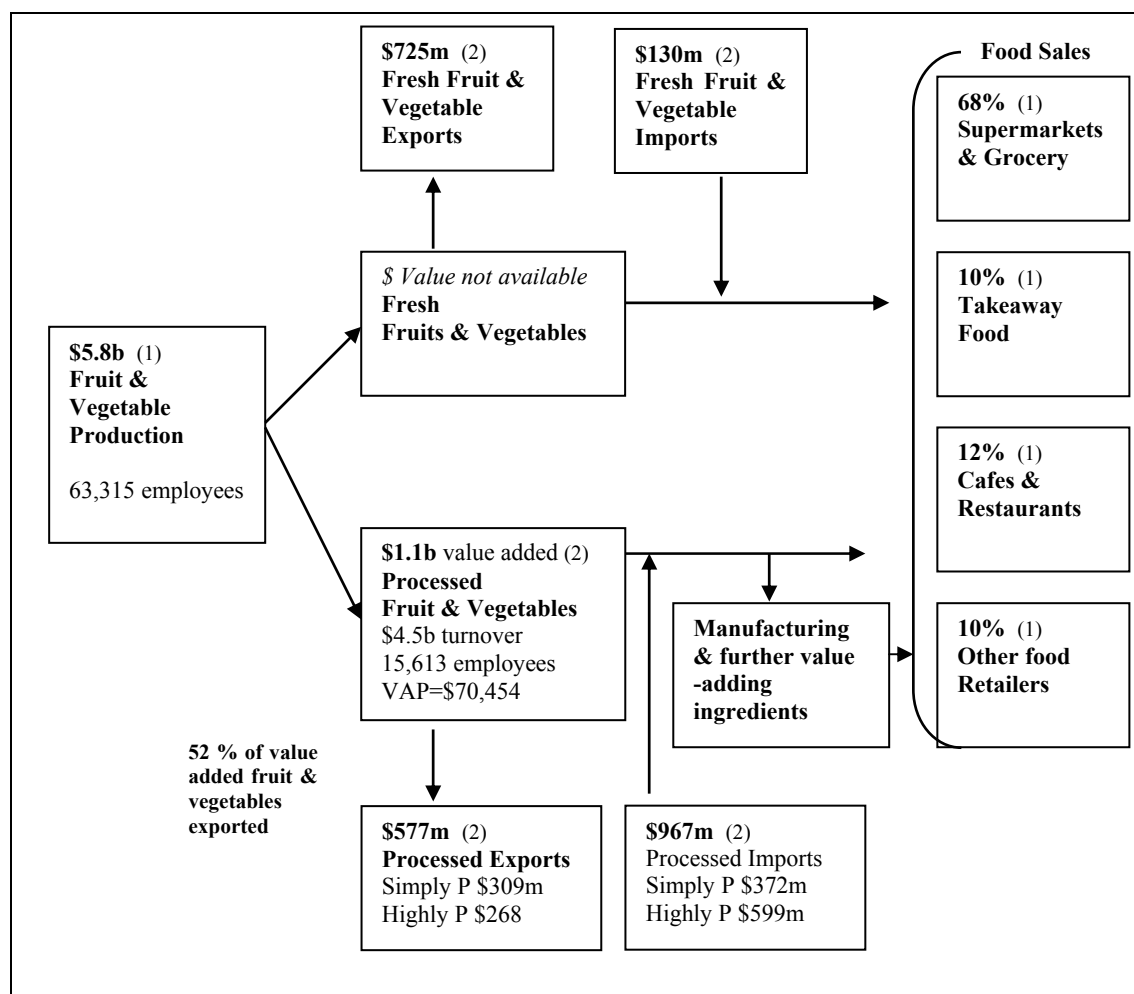 $725m (2)
Fresh Fruit &
Vegetable
Exports
$130m (2)
Fresh Fruit &
Vegetable
Imports
Food Sales
68% (1)
Supermarkets
& Grocery
$ Value not available
Fresh
Fruits & Vegetables
10% (1)
Takeaway
Food
$5.8b (1)
Fruit &
Vegetable
Production
63,315 employees
12% (1)
Cafes &
Restaurants
$1.1b value added (2)
Processed
Fruit & Vegetables
$4.5b turnover
15,613 employees
VAP=$70,454
Manufacturing
& further value
-adding
ingredients
10% (1)
Other food
Retailers
52 % of value
added fruit &
vegetables
exported
$577m (2)
Processed Exports
Simply P $309m
Highly P $268
$967m (2)
Processed Imports
Simply P $372m
Highly P $599m